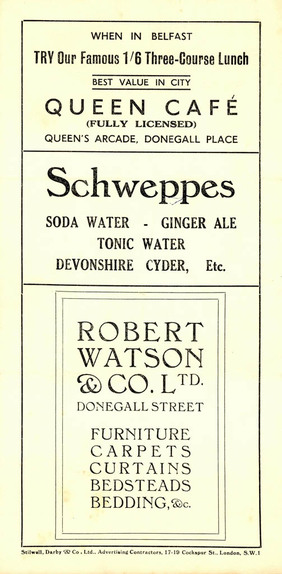 WHEN IN BELFAST
TRY Our Famous 1/6 Three-Course Lunch
BEST VALUE IN CITY
QUEEN CAFÉ
(FULLY LICENSED)
QUEEN'S ARCADE, DONEGALL PLACE
Schweppes
SODA WATER - GINGER ALE
TONIC WATER
DEVONSHIRE CYDER, Etc.
ROBERT
WATSON
& CO. LTD.
DONEGALL STREET
FURNITURE
CARPETS
CURTAINS
BEDSTEADS
BEDDING, &c.
Stilwell, Darby & Co., Ltd., Advertising Contractors, 17-19 Cockspur St., London, S.W.1